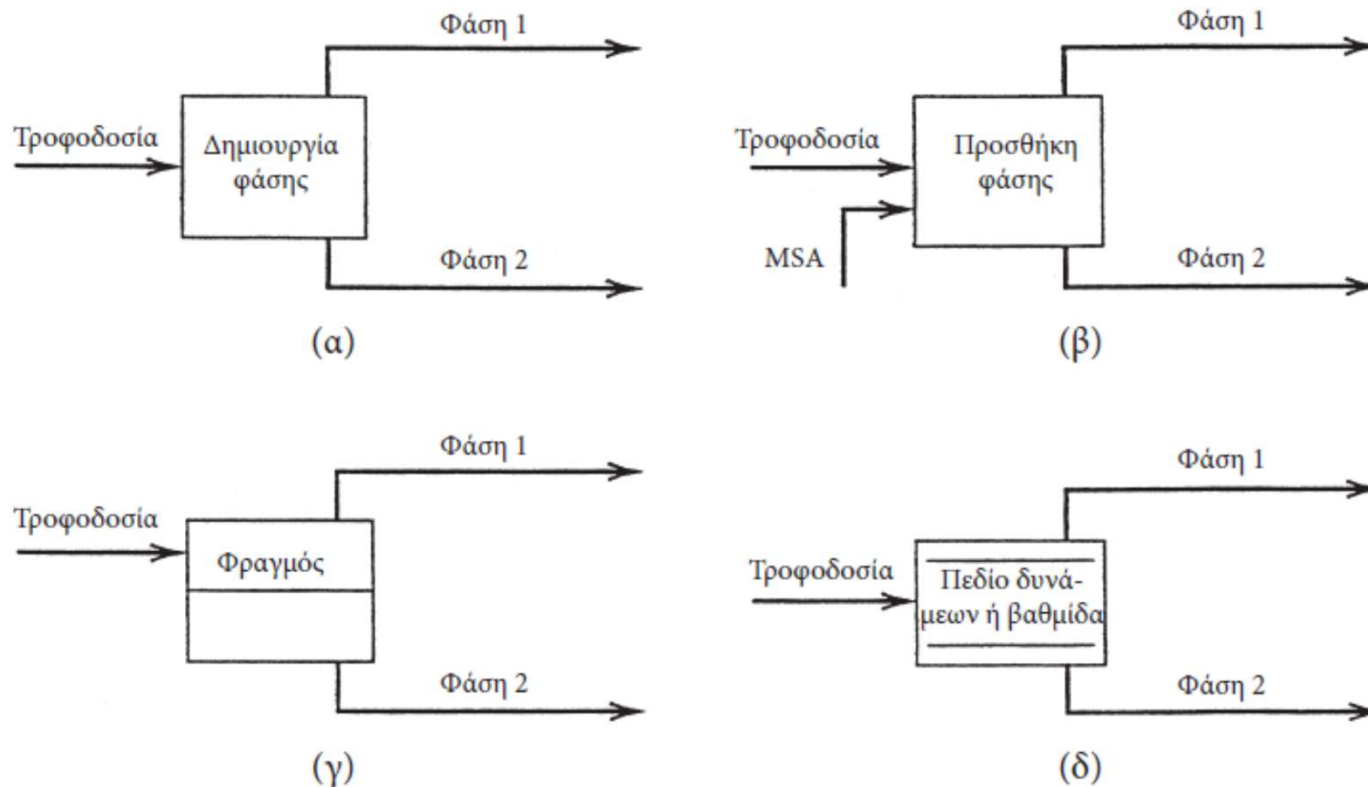 Φάση 1
Τροφοδοσία
Δημιουργία
φάσης
Φάση 2
(α)
Φάση 1
Τροφοδοσία
Προσθήκη
φάσης
MSA
Φάση 2
(β)
Φάση 1
Τροφοδοσία
Φραγμός
Φάση 2
(γ)
Φάση 1
Τροφοδοσία
Πεδίο δυνά-
μεων ή βαθμίδα
Φάση 2
(δ)